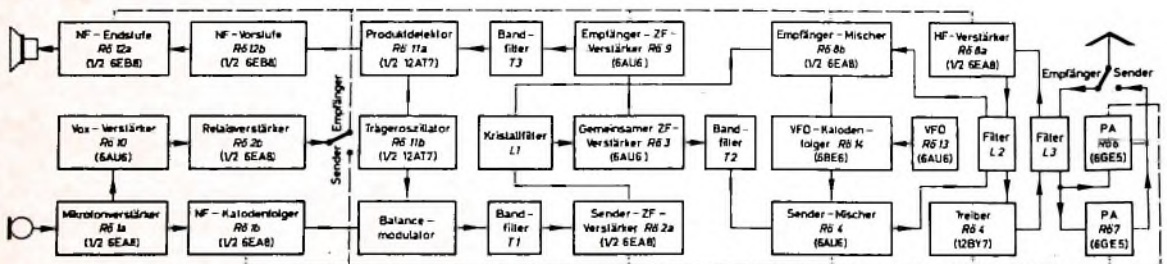 NF-Endstufe
Rö 12a
(1/2 6EB8)
NF-Vorstufe
Rö 12b
(1/2 6EB8)
Produktdetektor
Rö 11a
(1/2 12AT7)
Band-
filter
T3
Empfänger-ZF-
Verstärker Rö 9
(6AU6)
Empfänger-Mischer
Rö 8b
(1/2 6EA8)
HF-Verstärker
Rö 8a
(1/2 6EA8)
Empfänger
Sender
Vox-Verstärker
Rö 10
(6AU6)
Relaisverstärker
Rö 2b
(1/2 6EA8)
Sender
Empfänger
Trägeroszillator
Rö 11b
(1/2 12AT7)
Kristallfilter
L1
Gemeinsamer ZF-
Verstärker Rö 3
(6AU6)
Band-
filter
T2
VFO-Katoden-
folger Rö 14
(6BE6)
VFO
Rö 13
(6AU6)
Filter
L2
Filter
L3
PA
Rö 6
(6GE5)
Mikrofonverstärker
Rö 1a
(1/2 6EA8)
NF-Katodenfolger
Rö 1b
(1/2 6EA8)
Balance-
modulator
Band-
filter
T1
Sender-ZF-
Verstärker Rö 2a
(1/2 6EA8)
Sender-Mischer
Rö 4
(6AU6)
Treiber
Rö 4
(12BY7)
PA
Rö 7
(6GE5)